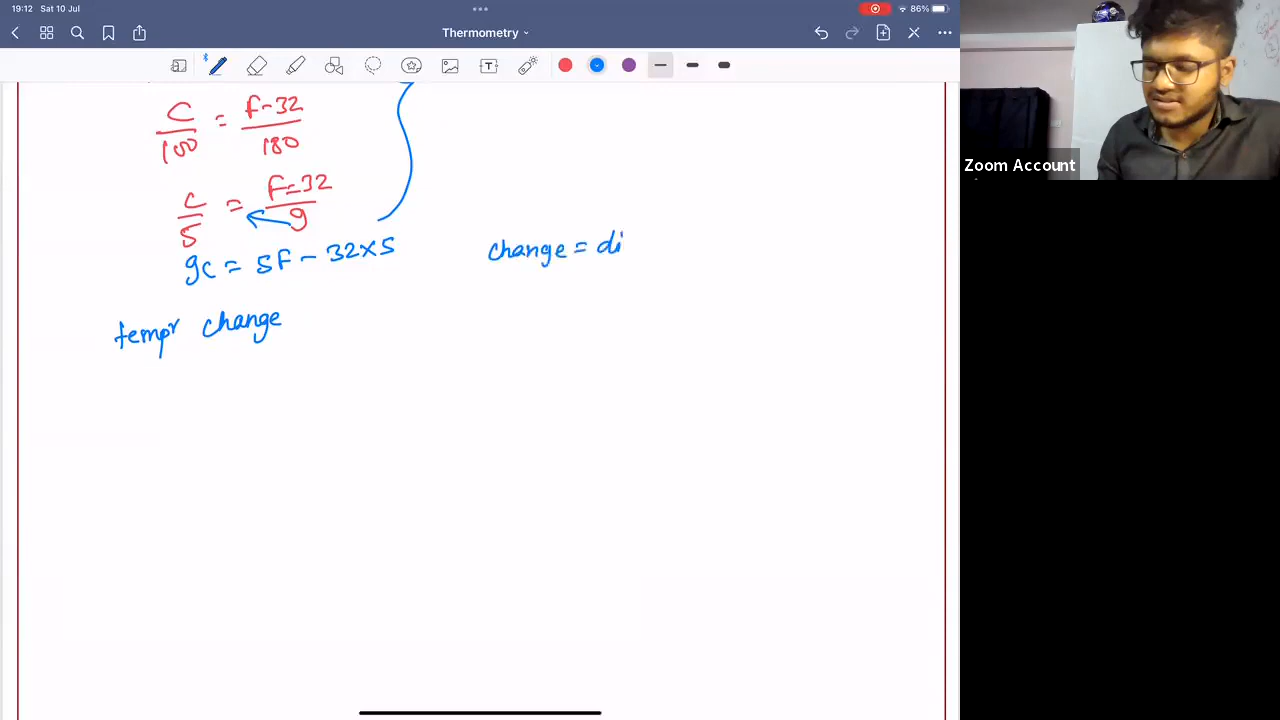 19:12 Sat 10 Jul
86%
Thermometry
C/100 = F-32/180
C/5 = F-32/9
9C = 5F - 32×5
change = di
tempr change
Zoom Account